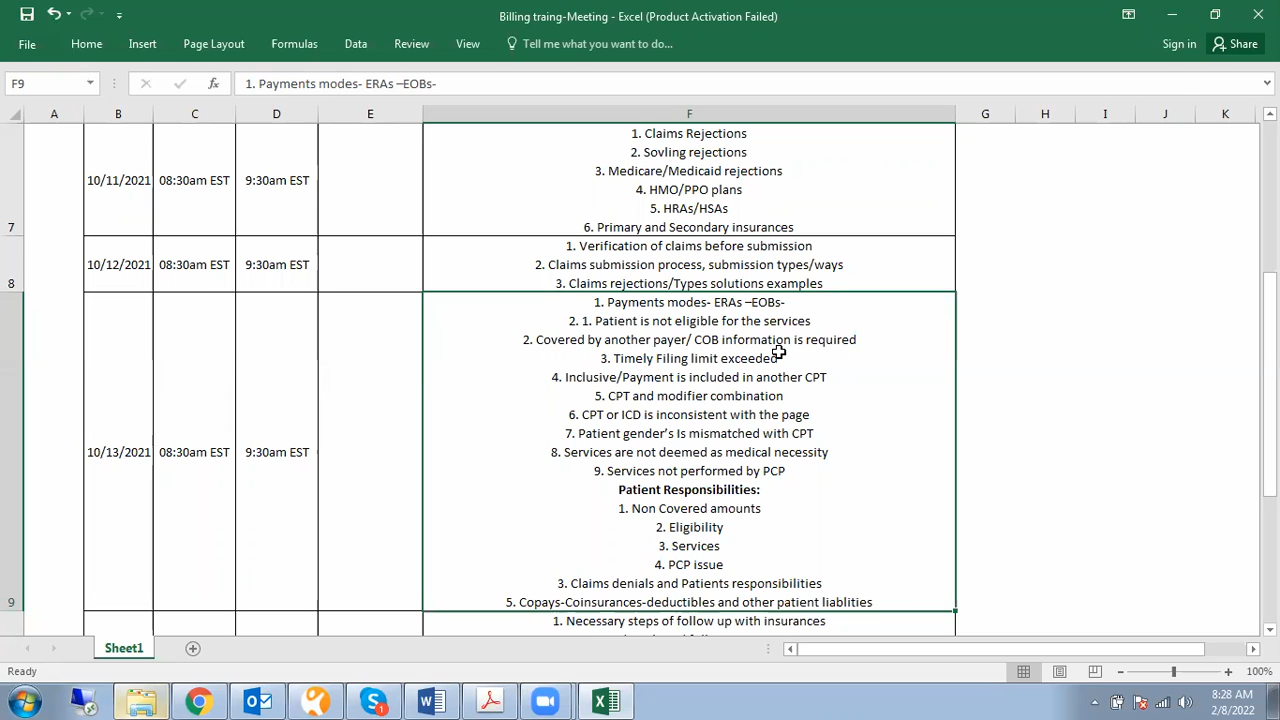 Billing traing-Meeting - Excel (Product Activation Failed)
File Home Insert Page Layout Formulas Data Review View Tell me what you want to do... Sign in Share
F9 fx 1. Payments modes- ERAs –EOBs-
A B C D E F G H I J K
1. Claims Rejections
2. Sovling rejections
3. Medicare/Medicaid rejections
10/11/2021 08:30am EST 9:30am EST
4. HMO/PPO plans
5. HRAs/HSAs
7 6. Primary and Secondary insurances
1. Verification of claims before submission
10/12/2021 08:30am EST 9:30am EST 2. Claims submission process, submission types/ways
8 3. Claims rejections/Types solutions examples
1. Payments modes- ERAs –EOBs-
2. 1. Patient is not eligible for the services
2. Covered by another payer/ COB information is required
3. Timely Filing limit exceeded
4. Inclusive/Payment is included in another CPT
5. CPT and modifier combination
6. CPT or ICD is inconsistent with the page
7. Patient gender's Is mismatched with CPT
10/13/2021 08:30am EST 9:30am EST 8. Services are not deemed as medical necessity
9. Services not performed by PCP
Patient Responsibilities:
1. Non Covered amounts
2. Eligibility
3. Services
4. PCP issue
3. Claims denials and Patients responsibilities
9 5. Copays-Coinsurances-deductibles and other patient liablities
1. Necessary steps of follow up with insurances
Sheet1
Ready 100%
8:28 AM
2/8/2022